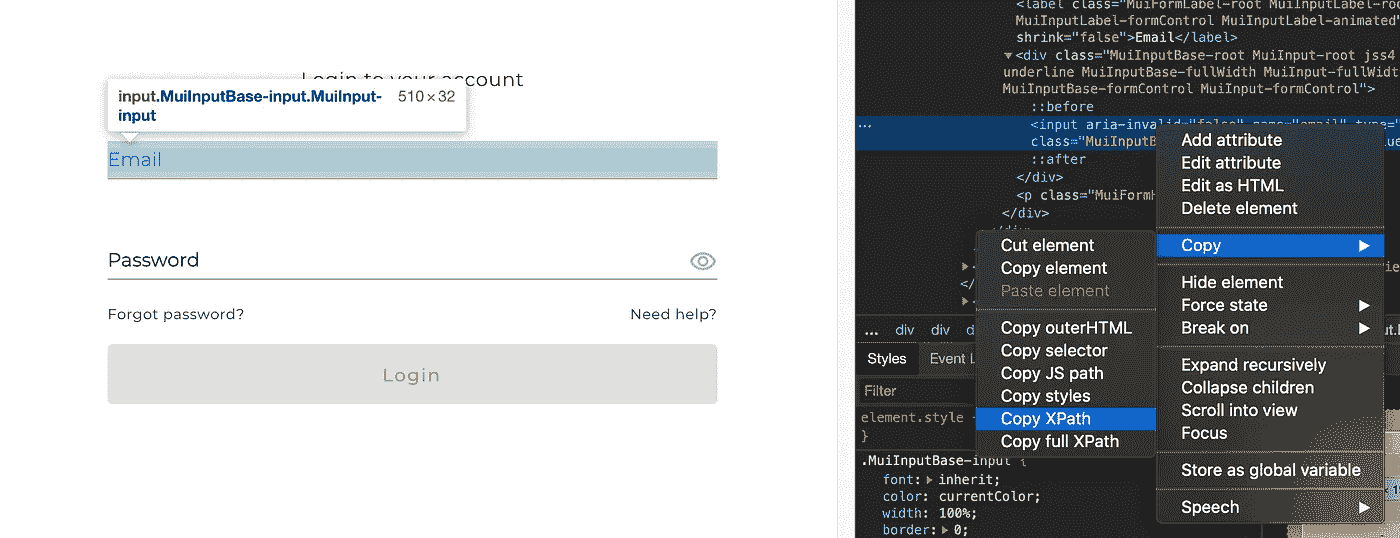 Login to your account
input.MuiInputBase-input.MuiInput- 510 × 32
input
Email
Password
Forgot password? Need help?
Login
<label class="MuiFormLabel-root MuiInputLabel-ro
MuiInputLabel-formControl MuiInputLabel-animated"
shrink="false">Email</label>
▼<div class="MuiInputBase-root MuiInput-root jss4
underline MuiInputBase-fullWidth MuiInput-fullWid
MuiInputBase-formControl MuiInput-formControl">
::before
… <input aria-invalid="false" name="email" type="
class="MuiInputB
::after
</div>
<p class="MuiFormH
</div>
… div div d
Styles Event L
Filter
element.style
}
.MuiInputBase-input {
font: ▶ inherit;
color: currentColor;
width: 100%;
border: ▶ 0;
Cut element
Copy element
Paste element
Copy outerHTML
Copy selector
Copy JS path
Copy styles
Copy XPath
Copy full XPath
Add attribute
Edit attribute
Edit as HTML
Delete element
Copy ▶
Hide element
Force state ▶
Break on ▶
Expand recursively
Collapse children
Scroll into view
Focus
Store as global variable
Speech ▶